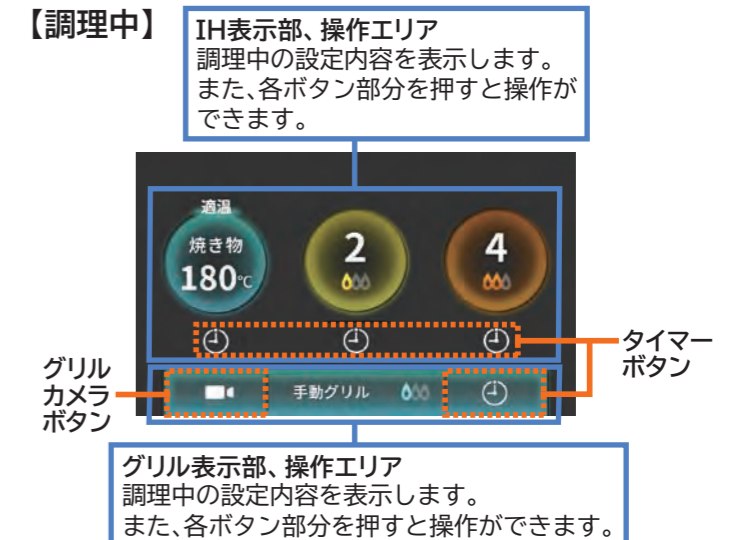 【調理中】
IH表示部、操作エリア
調理中の設定内容を表示します。
また、各ボタン部分を押すと操作が
できます。
適温
焼き物
180℃
2
4
タイマー
ボタン
グリル
カメラ
ボタン
手動グリル
グリル表示部、操作エリア
調理中の設定内容を表示します。
また、各ボタン部分を押すと操作ができます。